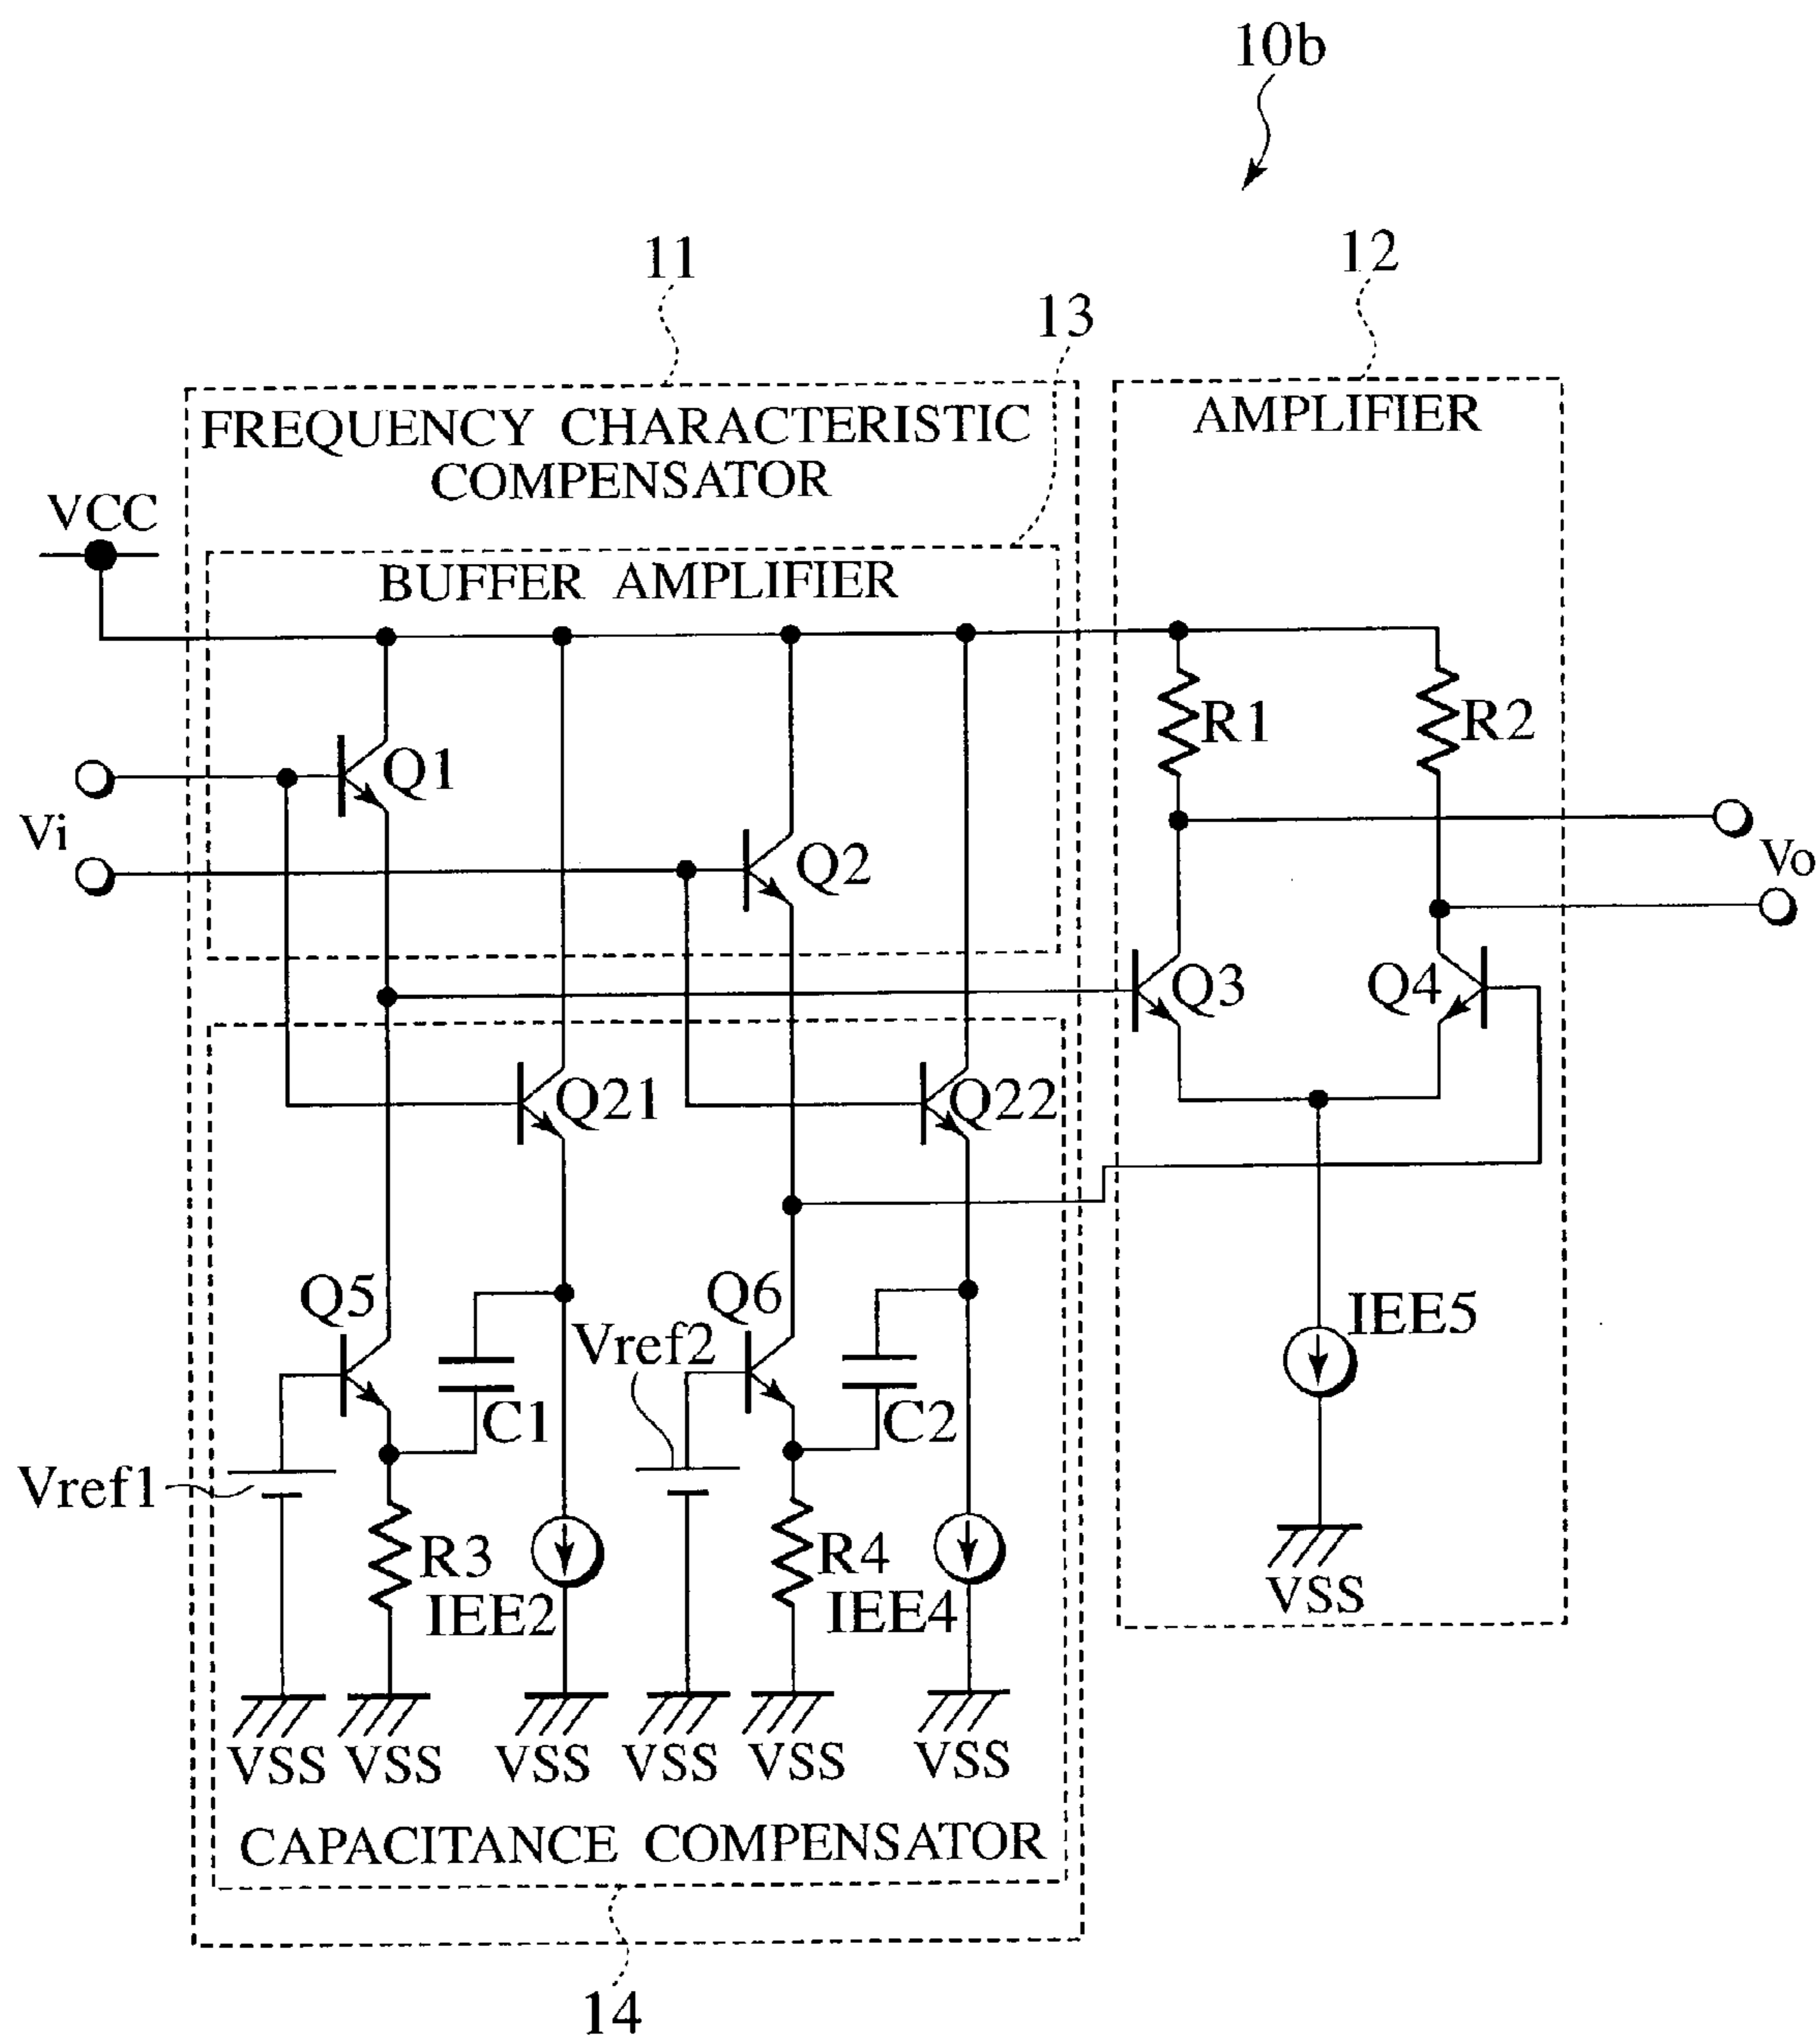 10b
11
12
13
FREQUENCY CHARACTERISTIC
COMPENSATOR
AMPLIFIER
VCC
BUFFER AMPLIFIER
R1
R2
Q1
Vi
Q2
Vo
Q3
Q4
Q21
Q22
Q5
Q6
IEE5
Vref2
C1
C2
Vref1
R3
R4
IEE2
IEE4
VSS
VSS
VSS
VSS
VSS
VSS
VSS
CAPACITANCE COMPENSATOR
14